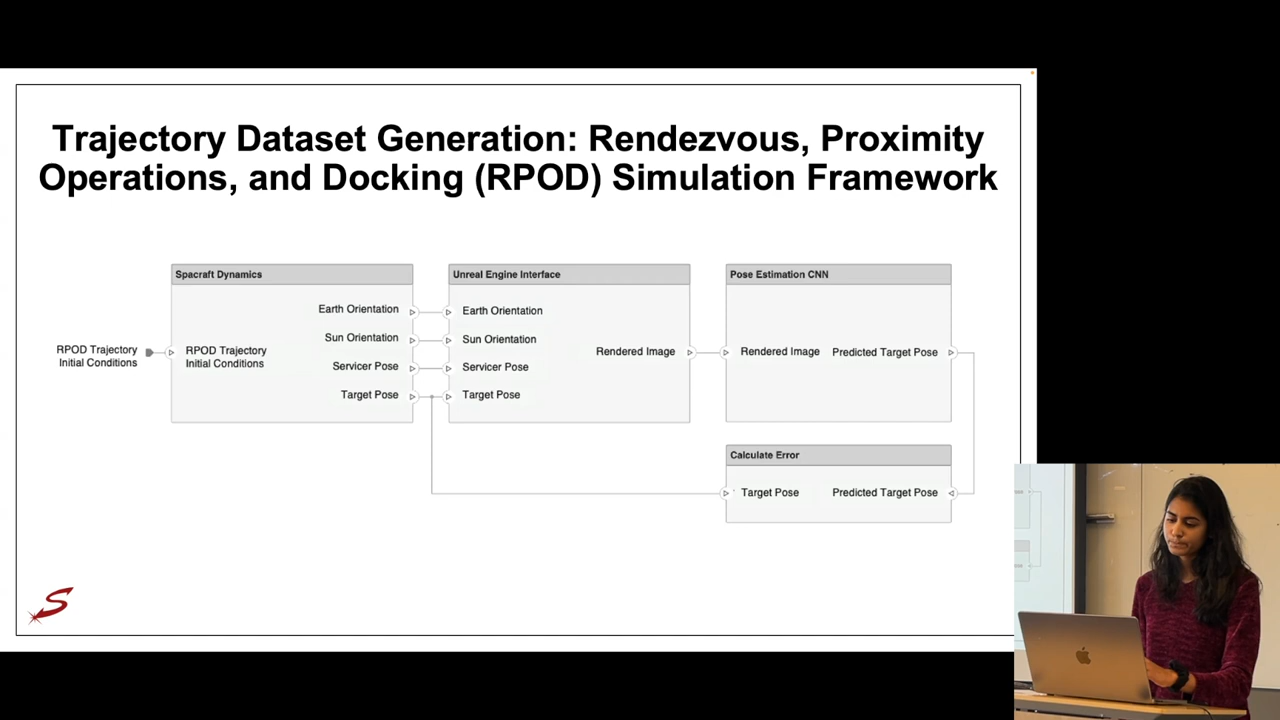 Trajectory Dataset Generation: Rendezvous, Proximity
Operations, and Docking (RPOD) Simulation Framework
Spacraft Dynamics
Unreal Engine Interface
Pose Estimation CNN
Earth Orientation
Earth Orientation
Sun Orientation
Sun Orientation
RPOD Trajectory
Initial Conditions
RPOD Trajectory
Initial Conditions
Rendered Image
Rendered Image
Predicted Target Pose
Servicer Pose
Servicer Pose
Target Pose
Target Pose
Calculate Error
Target Pose
Predicted Target Pose
S